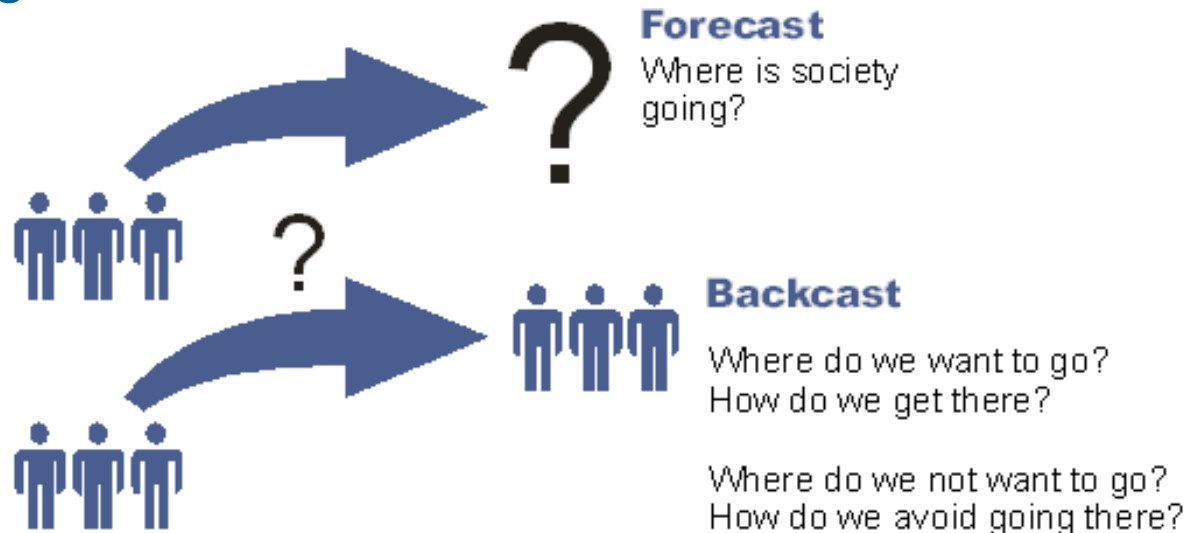 ?
Forecast
Where is society
going?
?
Backcast
Where do we want to go?
How do we get there?
Where do we not want to go?
How do we avoid going there?